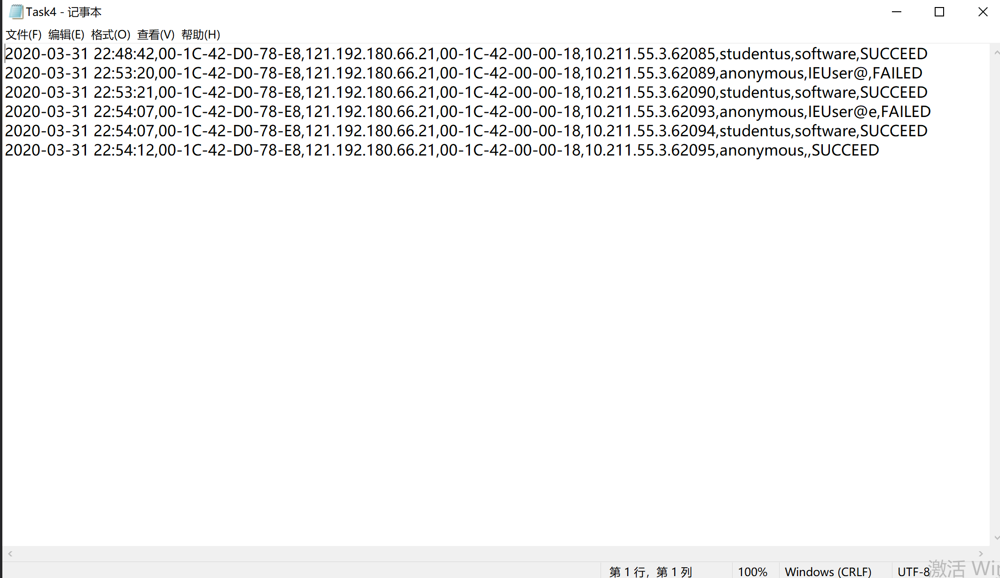 Task4 - 记事本
文件(F) 编辑(E) 格式(O) 查看(V) 帮助(H)
2020-03-31 22:48:42,00-1C-42-D0-78-E8,121.192.180.66.21,00-1C-42-00-00-18,10.211.55.3.62085,studentus,software,SUCCEED
2020-03-31 22:53:20,00-1C-42-D0-78-E8,121.192.180.66.21,00-1C-42-00-00-18,10.211.55.3.62089,anonymous,IEUser@,FAILED
2020-03-31 22:53:21,00-1C-42-D0-78-E8,121.192.180.66.21,00-1C-42-00-00-18,10.211.55.3.62090,studentus,software,SUCCEED
2020-03-31 22:54:07,00-1C-42-D0-78-E8,121.192.180.66.21,00-1C-42-00-00-18,10.211.55.3.62093,anonymous,IEUser@e,FAILED
2020-03-31 22:54:07,00-1C-42-D0-78-E8,121.192.180.66.21,00-1C-42-00-00-18,10.211.55.3.62094,studentus,software,SUCCEED
2020-03-31 22:54:12,00-1C-42-D0-78-E8,121.192.180.66.21,00-1C-42-00-00-18,10.211.55.3.62095,anonymous,,SUCCEED
第 1 行，第 1 列 100% Windows (CRLF) UTF-8
激活